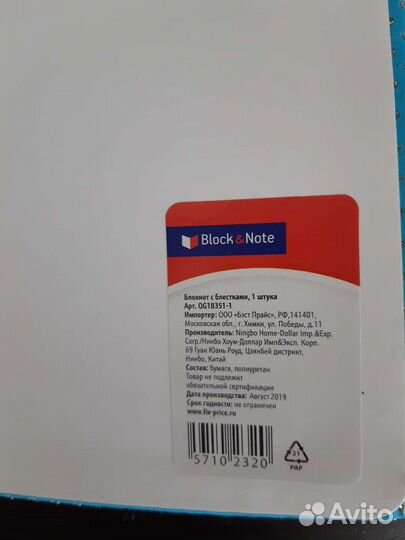 Block & Note
Блокнот с блестками, 1 штука
Арт. OG18351-1
Импортер: ООО «Бэст Прайс», РФ,141401,
Московская обл., г. Химки, ул. Победы, д.11
Производитель: Ningbo Home-Dollar Imp.&Exp.
Corp./Нинбо Хоум-Доллар Имп&Эксп. Корп.
69 Гуан Юань Роуд, Цзянбей дистрикт,
Нинбо, Китай
Состав: бумага, полиуретан
Товар не подлежит
обязательной сертификации
Дата производства: Август 2019
Срок годности: не ограничен
www.fix-price.ru
5710 2320
21
PAP
Avito